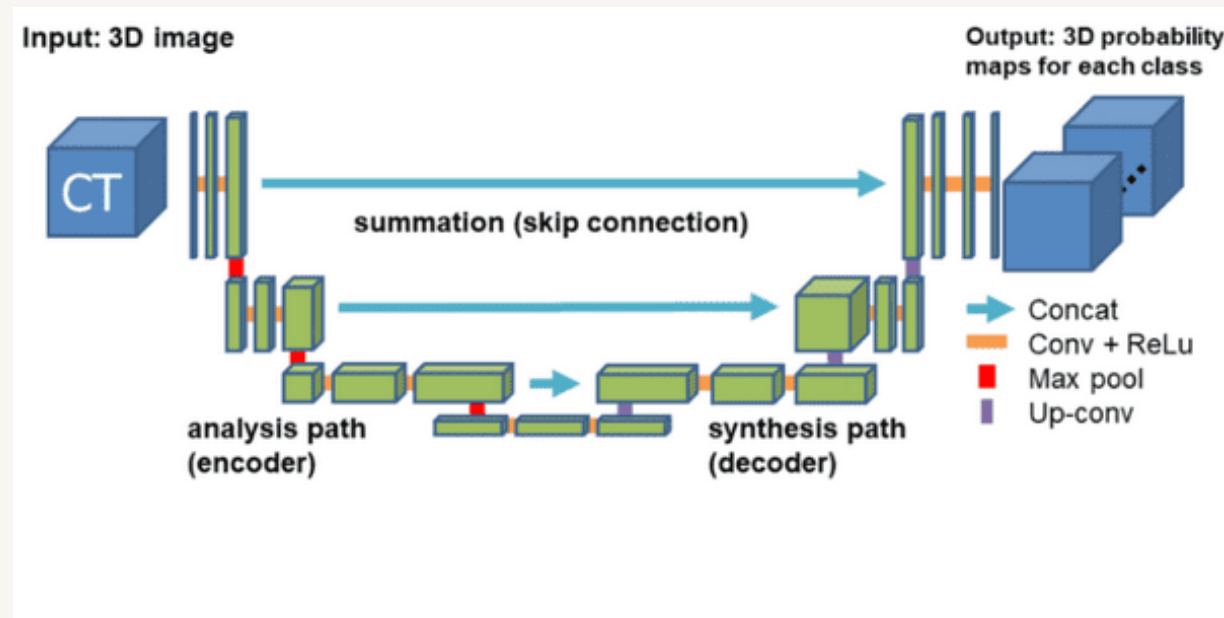 Input: 3D image
Output: 3D probability
maps for each class
CT
summation (skip connection)
Concat
Conv + ReLu
Max pool
Up-conv
analysis path
(encoder)
synthesis path
(decoder)